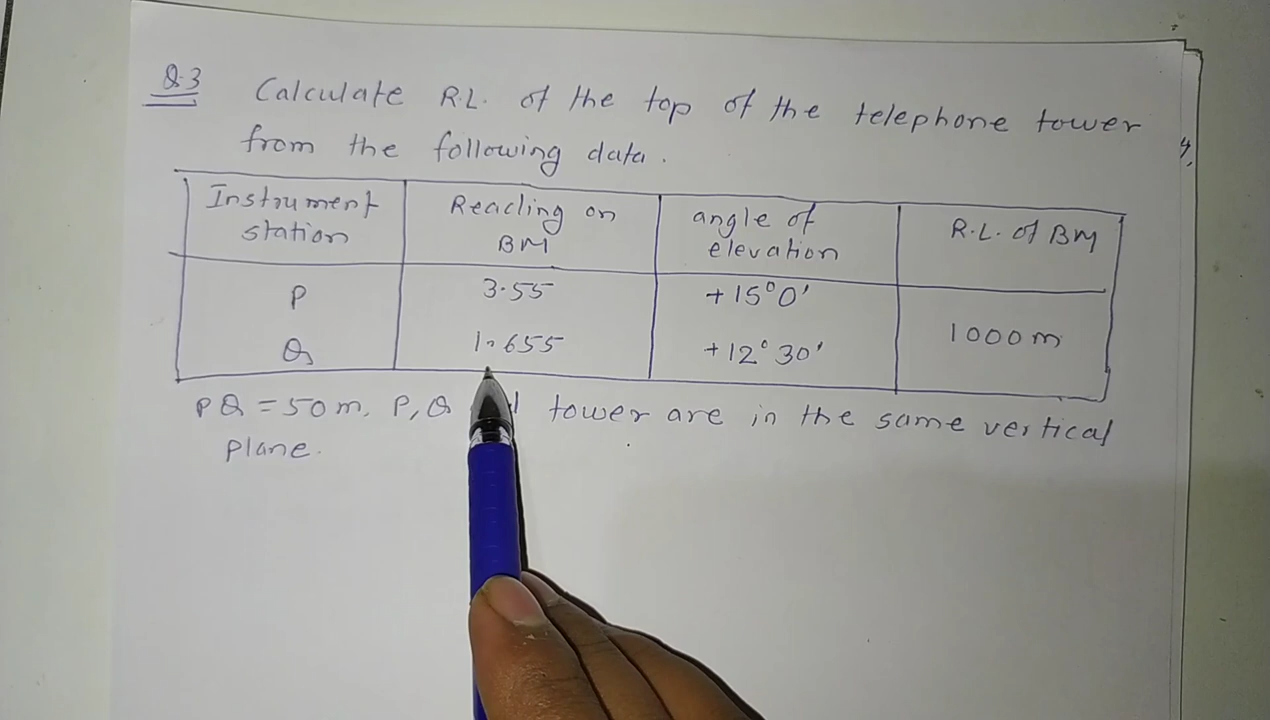 Q.3 Calculate R.L. of the top of the telephone tower
from the following data.
Instrument station Reading on BM angle of elevation R.L. of BM
P 3.55 +15°0'
1000m
Q 1.655 +12°30'
PQ = 50m, P, Q tower are in the same vertical
plane.